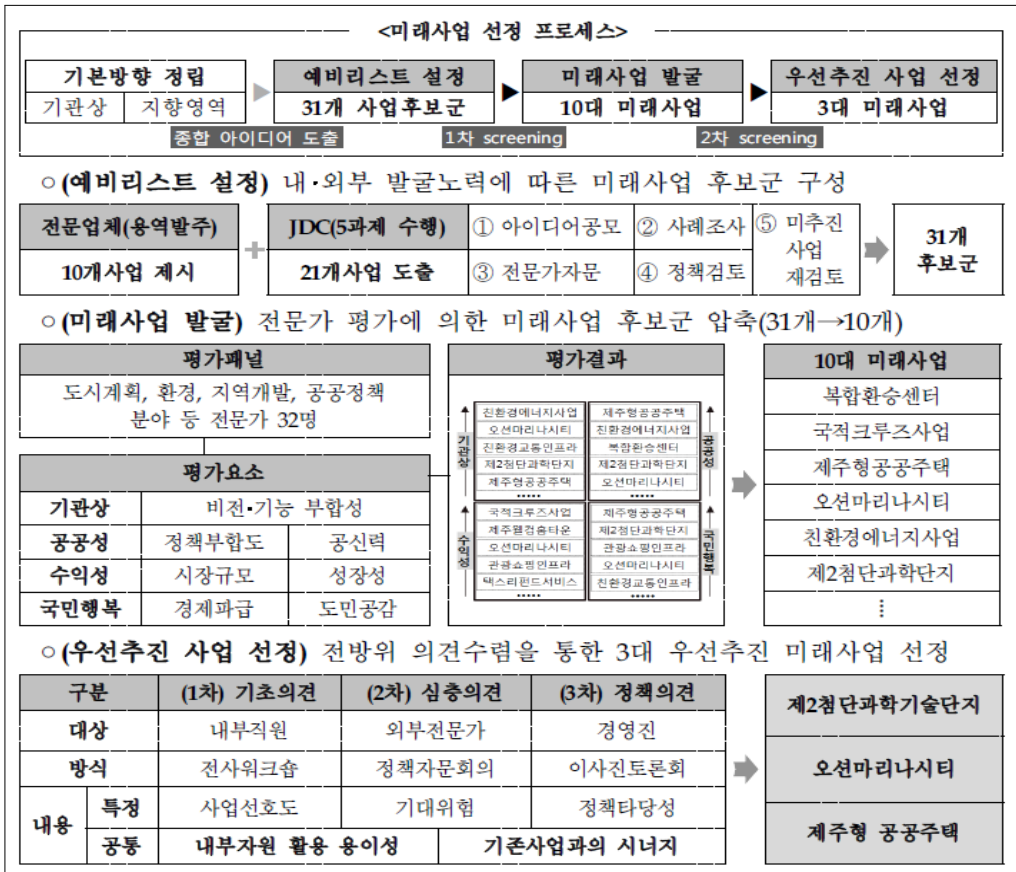 <미래사업 선정 프로세스>
기본방향 정립
기관상 지향영역
예비리스트 설정
31개 사업후보군
미래사업 발굴
10대 미래사업
우선추진 사업 선정
3대 미래사업
종합 아이디어 도출
1차 screening
2차 screening
○(예비리스트 설정) 내·외부 발굴노력에 따른 미래사업 후보군 구성
전문업체(용역발주)
10개사업 제시
+
JDC(5과제 수행)
21개사업 도출
① 아이디어공모
② 사례조사
③ 전문가자문
④ 정책검토
⑤ 미추진
사업
재검토
31개
후보군
○(미래사업 발굴) 전문가 평가에 의한 미래사업 후보군 압축(31개→10개)
평가패널
도시계획, 환경, 지역개발, 공공정책
분야 등 전문가 32명
평가요소
기관상 비전·기능 부합성
공공성 정책부합도 공신력
수익성 시장규모 성장성
국민행복 경제파급 도민공감
평가결과
기관상
친환경에너지사업
오션마리나시티
친환경교통인프라
제2첨단과학단지
제주형공공주택
•••••
공공성
제주형공공주택
친환경에너지사업
복합환승센터
제2첨단과학단지
오션마리나시티
수익성
국적크루즈사업
제주웰컴홈타운
오션마리나시티
관광쇼핑인프라
택스리펀드서비스
•••••
국민행복
제주형공공주택
제2첨단과학단지
관광쇼핑인프라
오션마리나시티
친환경교통인프라
•••••
10대 미래사업
복합환승센터
국적크루즈사업
제주형공공주택
오션마리나시티
친환경에너지사업
제2첨단과학단지
⁞
○(우선추진 사업 선정) 전방위 의견수렴을 통한 3대 우선추진 미래사업 선정
구분 (1차) 기초의견 (2차) 심층의견 (3차) 정책의견
대상 내부직원 외부전문가 경영진
방식 전사워크숍 정책자문회의 이사진토론회
내용
특정 사업선호도 기대위험 정책타당성
공통 내부자원 활용 용이성 기존사업과의 시너지
제2첨단과학기술단지
오션마리나시티
제주형 공공주택